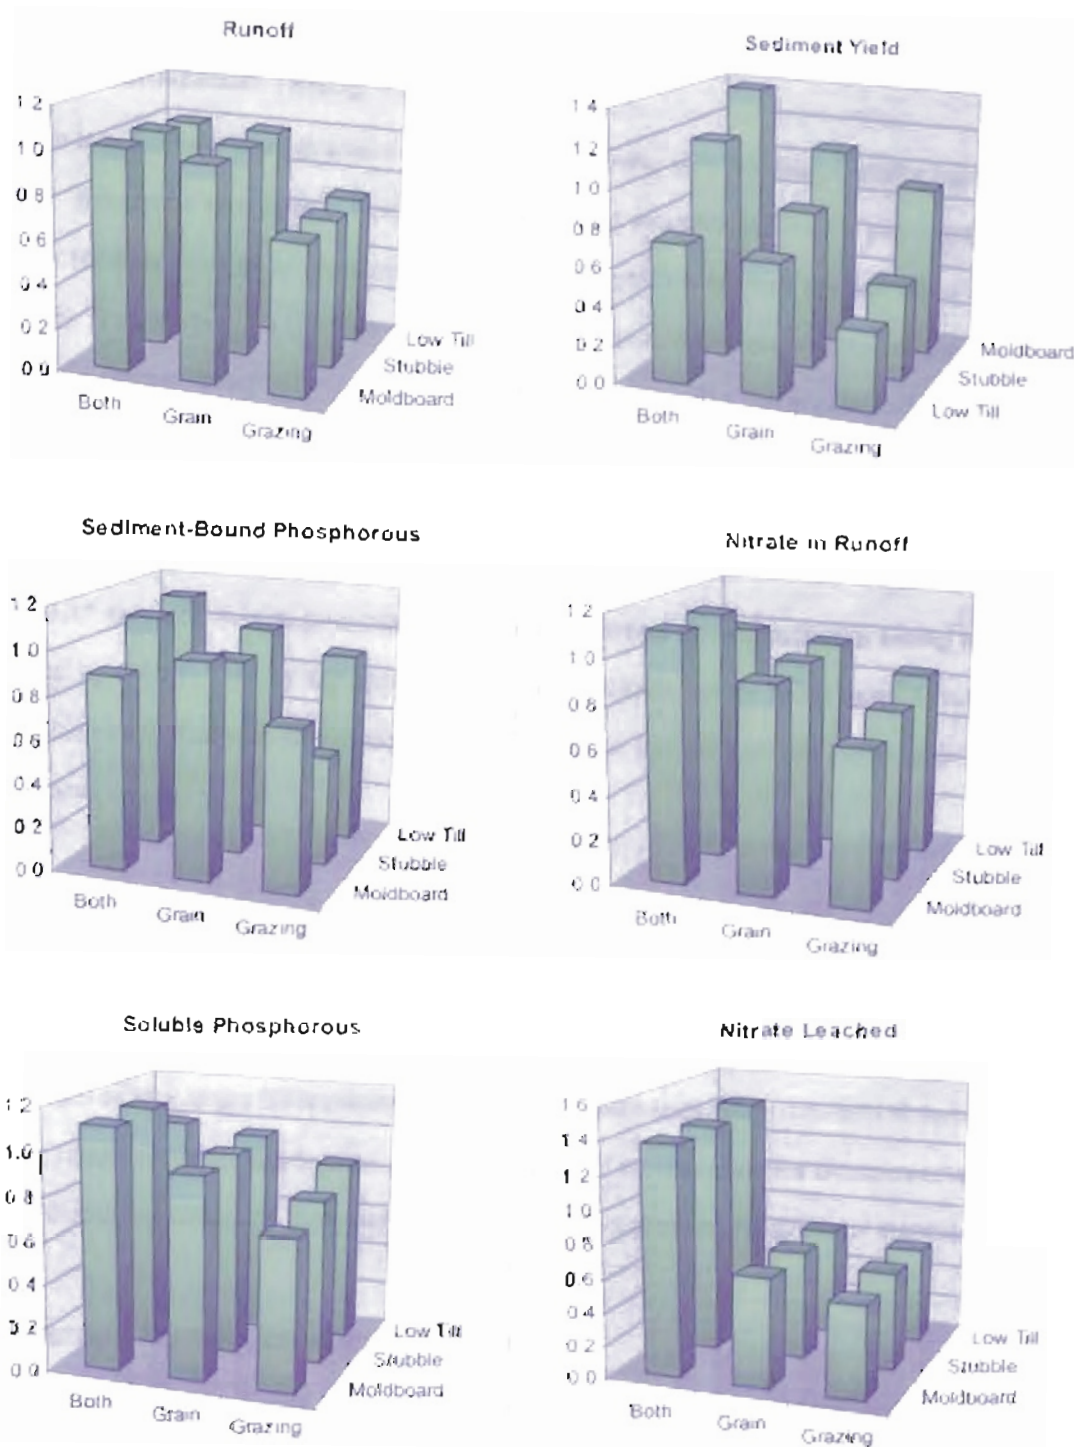 Runoff
1.2
1.0
0.8
0.6
0.4
0.2
0.0
Both
Grain
Grazing
Low Till
Stubble
Moldboard
Sediment Yield
1.4
1.2
1.0
0.8
0.6
0.4
0.2
0.0
Both
Grain
Grazing
Moldboard
Stubble
Low Till
Sediment-Bound Phosphorous
1.2
1.0
0.8
0.6
0.4
0.2
0.0
Both
Grain
Grazing
Low Till
Stubble
Moldboard
Nitrate in Runoff
1.2
1.0
0.8
0.6
0.4
0.2
0.0
Both
Grain
Grazing
Low Till
Stubble
Moldboard
Soluble Phosphorous
1.2
1.0
0.8
0.6
0.4
0.2
0.0
Both
Grain
Grazing
Low Till
Stubble
Moldboard
Nitrate Leached
1.6
1.4
1.2
1.0
0.8
0.6
0.4
0.2
0.0
Both
Grain
Grazing
Low Till
Stubble
Moldboard